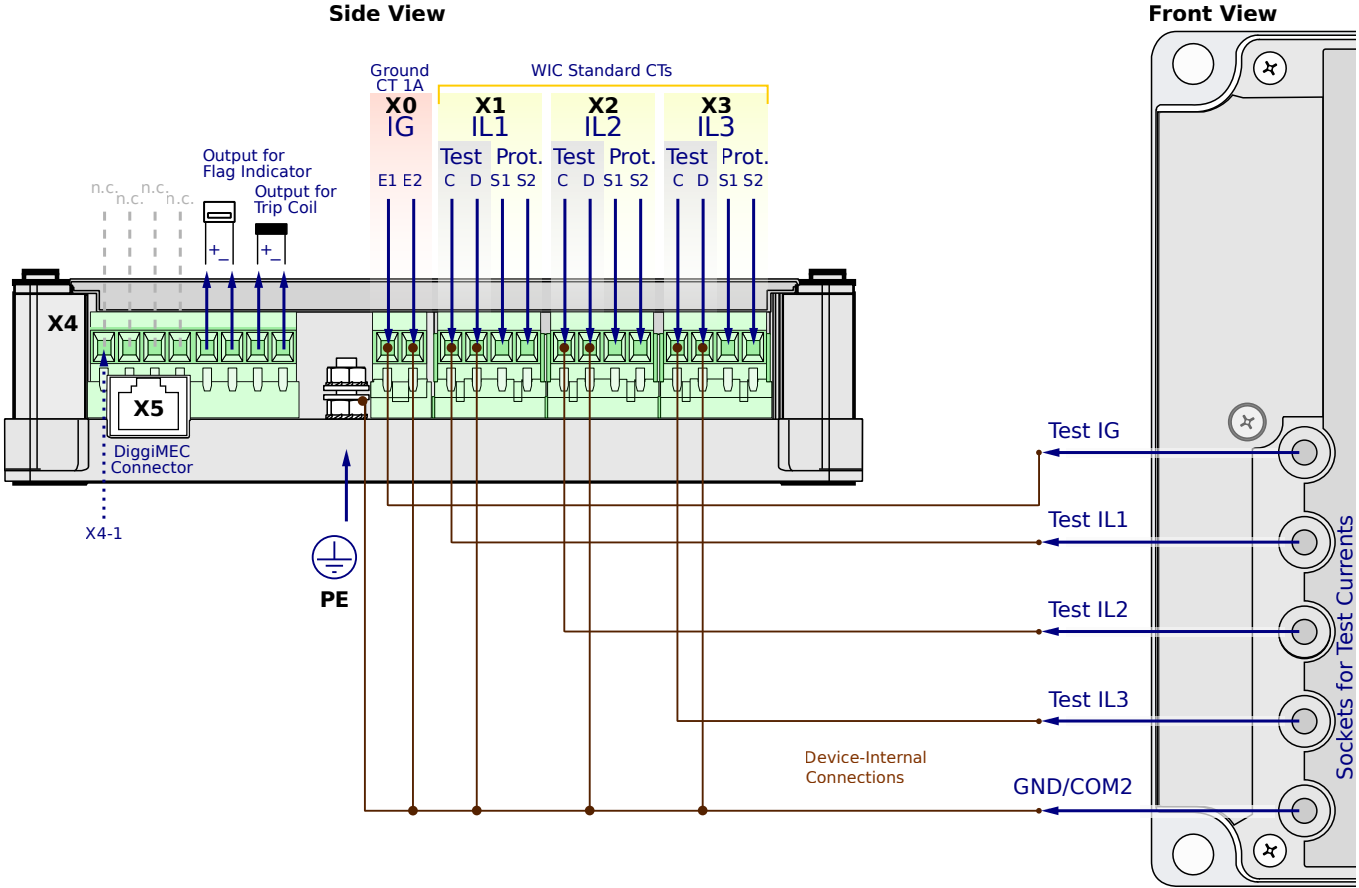 Side View
Front View
Ground
CT 1A
WIC Standard CTs
X0
X1
X2
X3
IG
IL1
IL2
IL3
Test Prot.
Test Prot.
Test Prot.
E1 E2
C D S1 S2
C D S1 S2
C D S1 S2
Output for
Flag Indicator
Output for
Trip Coil
n.c.
n.c.
n.c.
n.c.
+
–
+
–
X4
X5
DiggiMEC
Connector
X4-1
PE
Test IG
Test IL1
Test IL2
Test IL3
GND/COM2
Device-Internal
Connections
Sockets for Test Currents